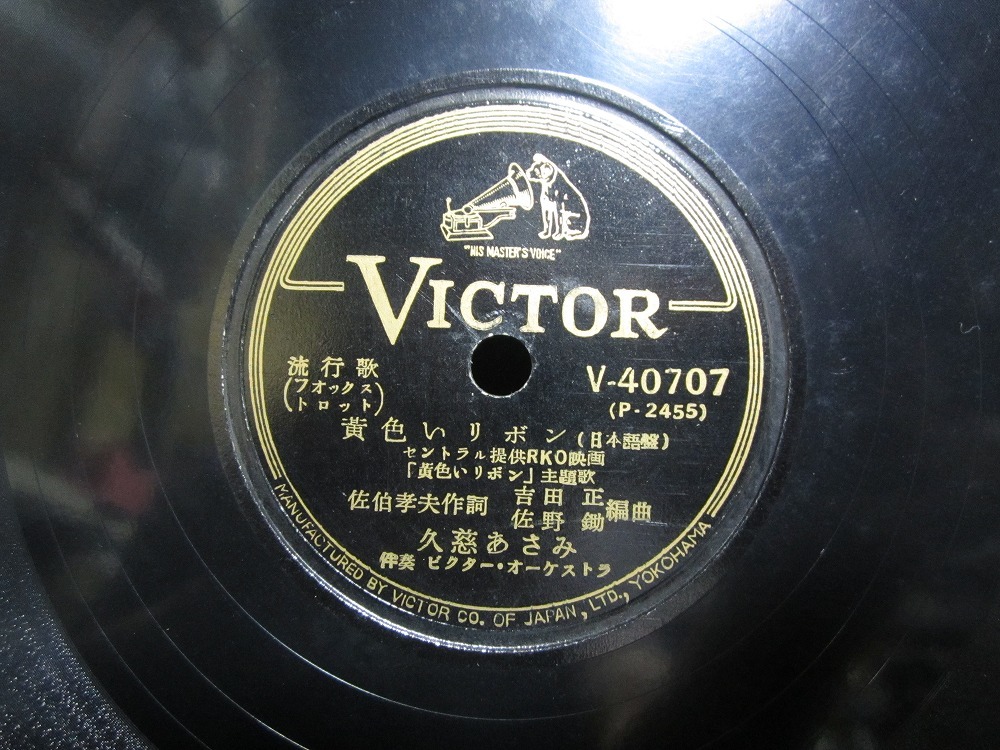 "HIS MASTER'S VOICE"
VICTOR
流行歌
(フオックス
トロット)
V-40707
(P-2455)
黄色いリボン(日本語盤)
セントラル提供RKO映画
「黄色いリボン」主題歌
佐伯孝夫作詞 吉田正 佐野鋤 編曲
久慈あさみ
伴奏 ビクター・オーケストラ
MANUFACTURED BY VICTOR CO. OF JAPAN, LTD., YOKOHAMA